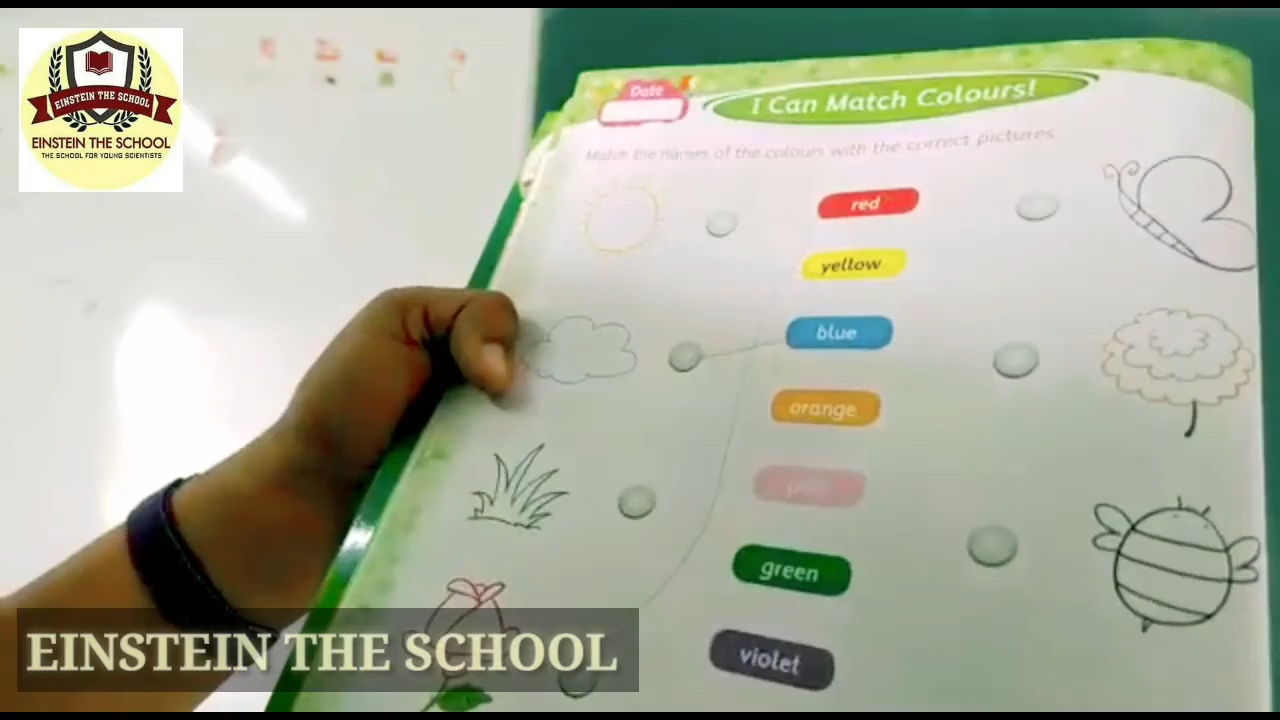 EINSTEIN THE SCHOOL
EINSTEIN THE SCHOOL
THE SCHOOL FOR YOUNG SCIENTISTS
Date
I Can Match Colours!
Match the names of the colours with the correct pictures
red
yellow
blue
orange
pink
green
violet
EINSTEIN THE SCHOOL